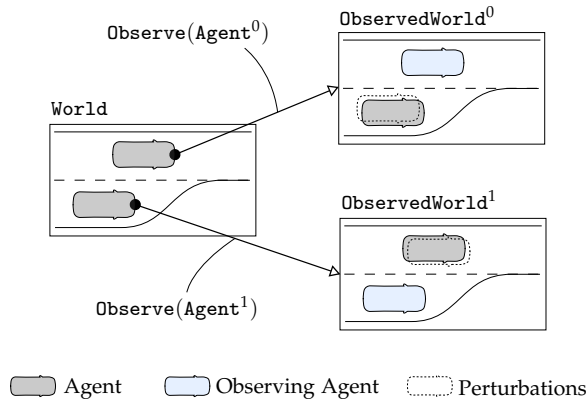 ObservedWorld⁰
Observe(Agent⁰)
World
ObservedWorld¹
Observe(Agent¹)
Agent Observing Agent Perturbations